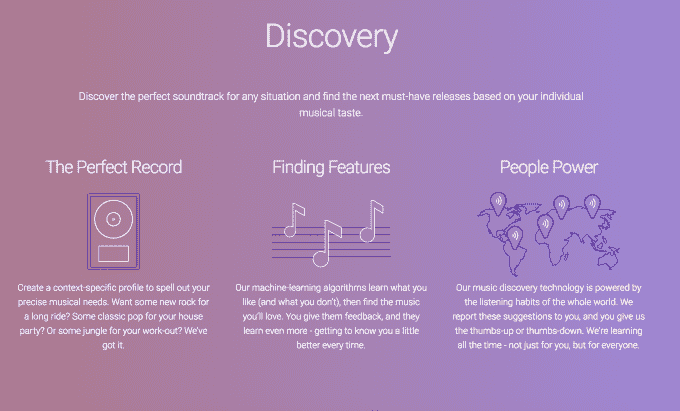 Discovery
Discover the perfect soundtrack for any situation and find the next must-have releases based on your individual
musical taste.
The Perfect Record
Create a context-specific profile to spell out your
precise musical needs. Want some new rock for
a long ride? Some classic pop for your house
party? Or some jungle for your work-out? We've
got it.
Finding Features
Our machine-learning algorithms learn what you
like (and what you don't), then find the music
you'll love. You give them feedback, and they
learn even more - getting to know you a little
better every time.
People Power
Our music discovery technology is powered by
the listening habits of the whole world. We
report these suggestions to you, and you give us
the thumbs-up or thumbs-down. We're learning
all the time - not just for you, but for everyone.